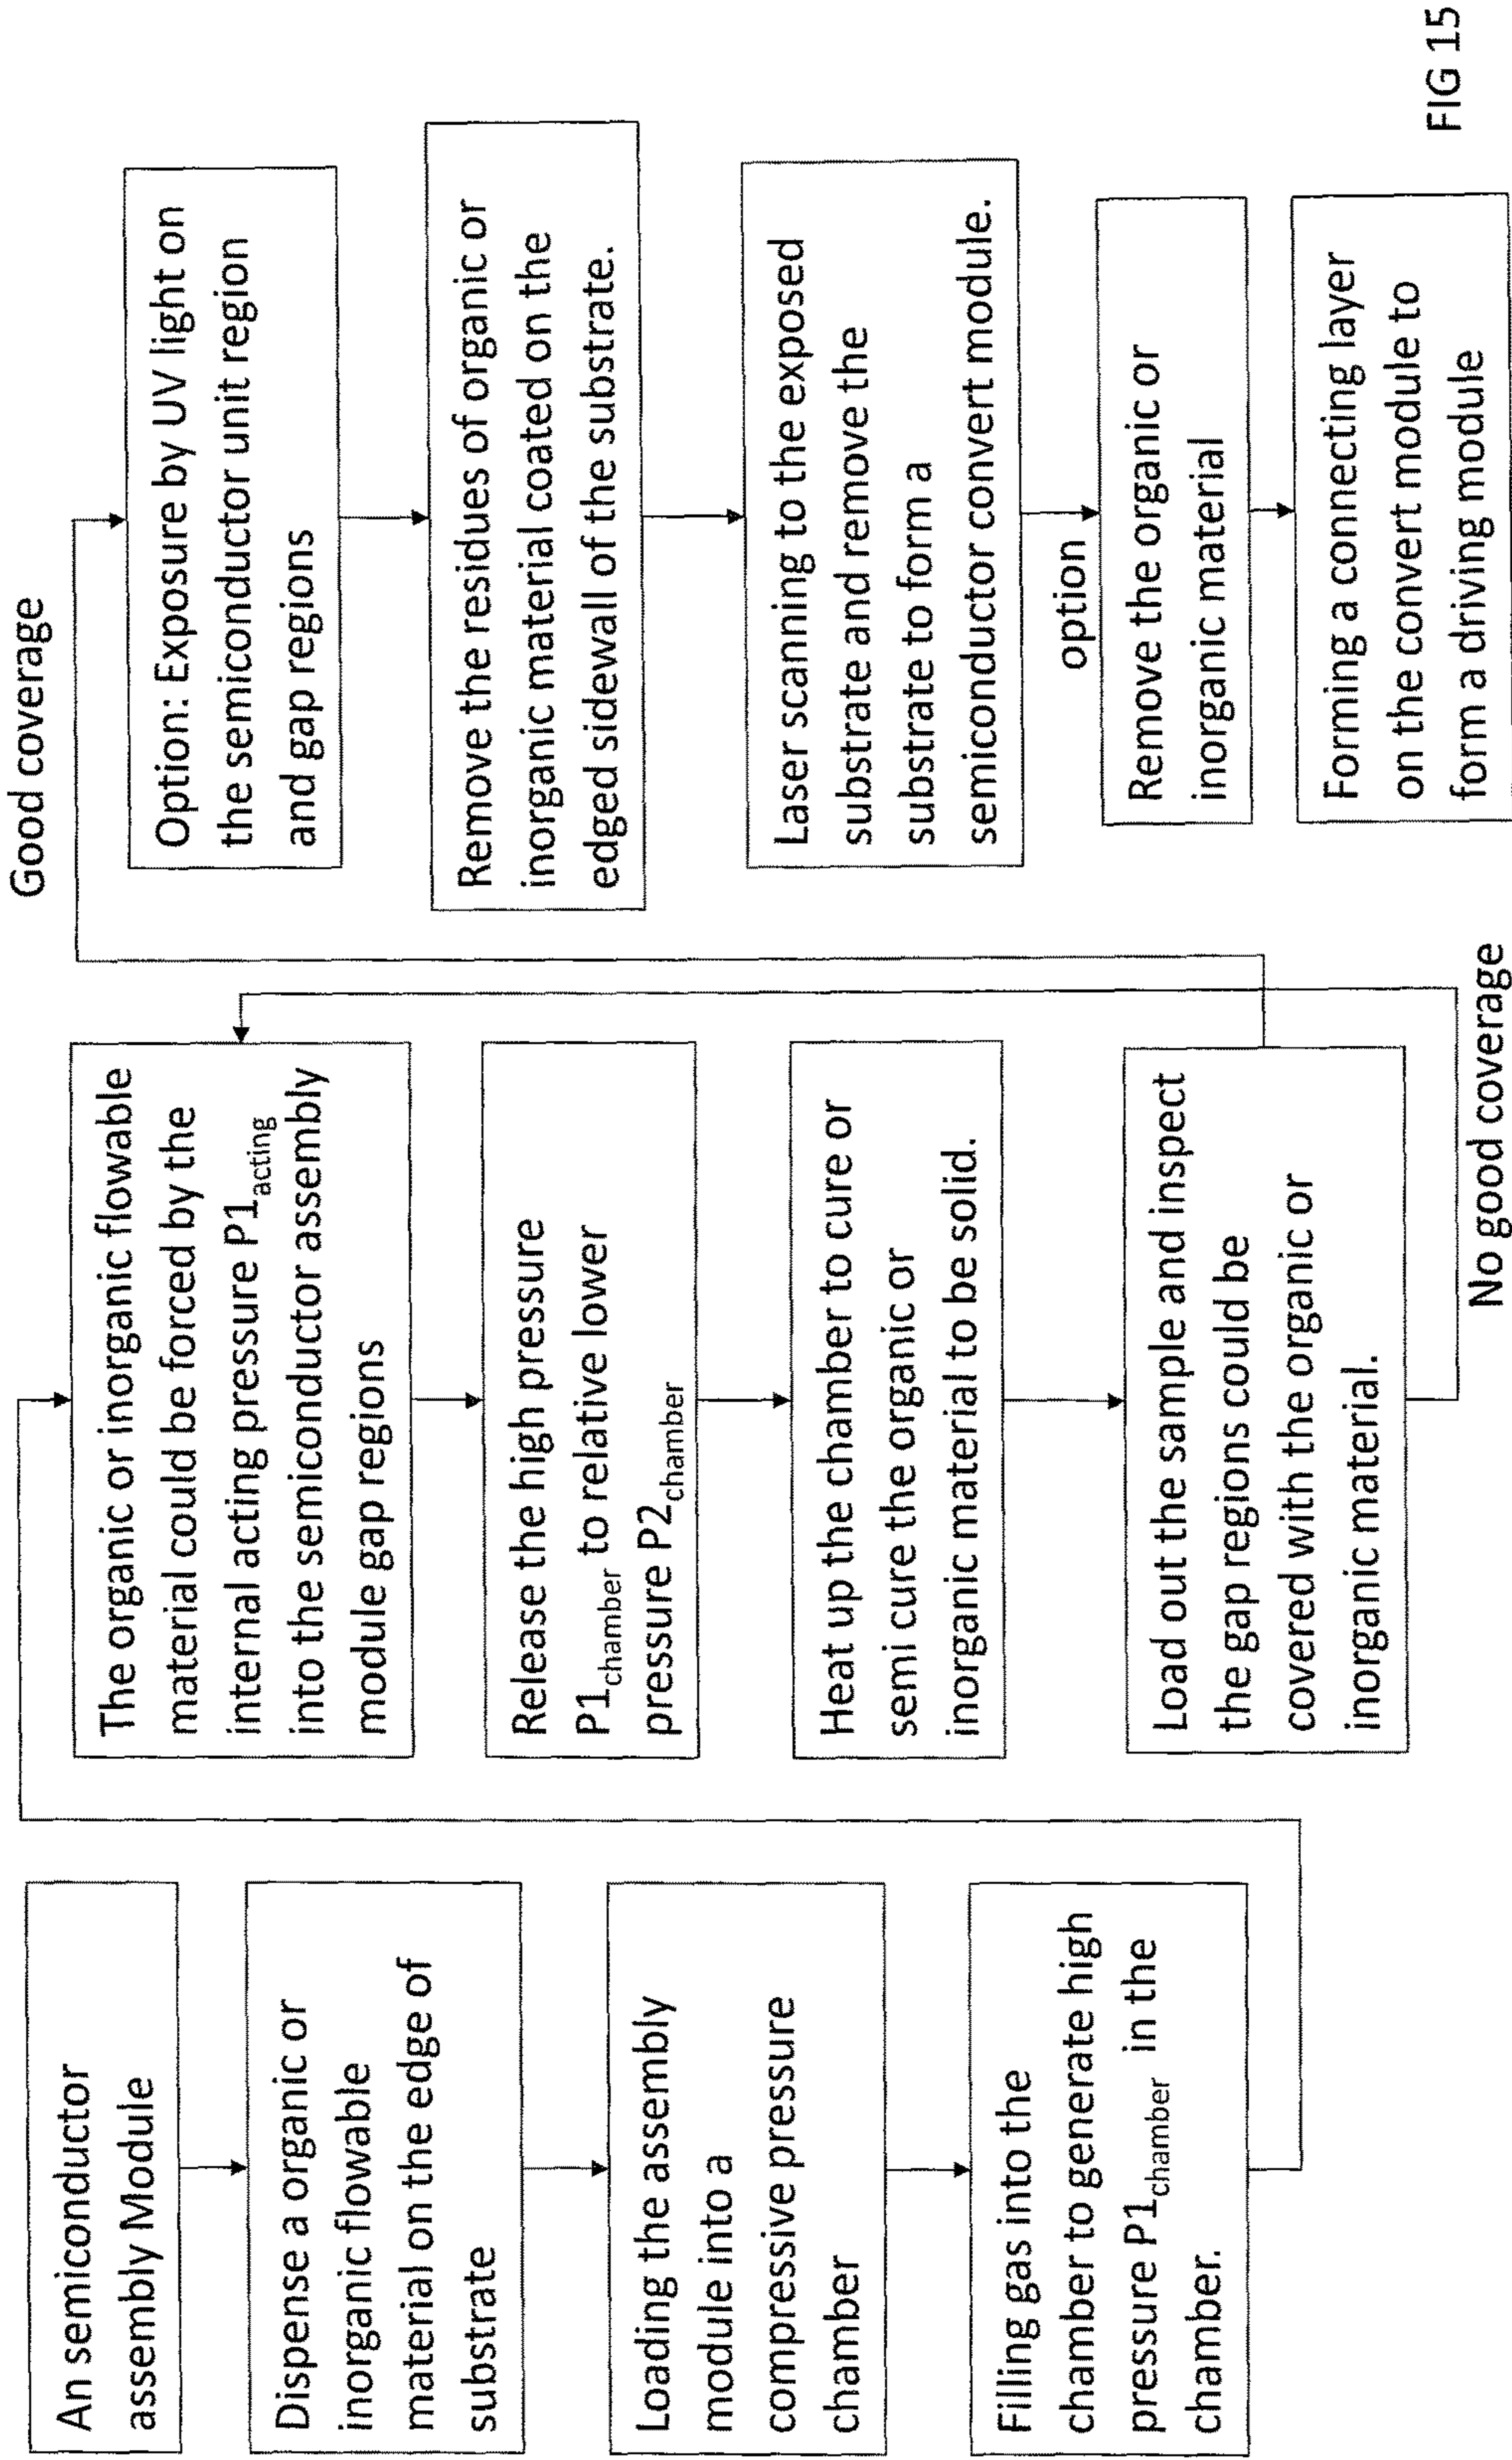 An semiconductor
assembly Module
Dispense a organic or
inorganic flowable
material on the edge of
substrate
Loading the assembly
module into a
compressive pressure
chamber
Filling gas into the
chamber to generate high
pressure P1chamber in the
chamber.
The organic or inorganic flowable
material could be forced by the
internal acting pressure P1acting
into the semiconductor assembly
module gap regions
Release the high pressure
P1chamber to relative lower
pressure P2chamber
Heat up the chamber to cure or
semi cure the organic or
inorganic material to be solid.
Load out the sample and inspect
the gap regions could be
covered with the organic or
inorganic material.
No good coverage
Good coverage
Option: Exposure by UV light on
the semiconductor unit region
and gap regions
Remove the residues of organic or
inorganic material coated on the
edged sidewall of the substrate.
Laser scanning to the exposed
substrate and remove the
substrate to form a
semiconductor convert module.
option
Remove the organic or
inorganic material
Forming a connecting layer
on the convert module to
form a driving module
FIG 15